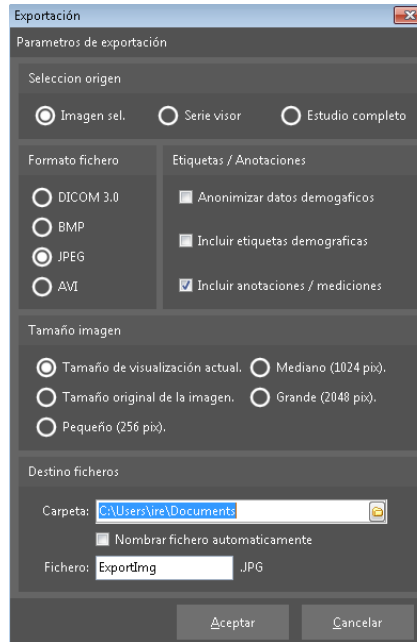 Exportación
Parametros de exportación
Seleccion origen
Imagen sel.
Serie visor
Estudio completo
Formato fichero
DICOM 3.0
BMP
JPEG
AVI
Etiquetas / Anotaciones
Anonimizar datos demogaficos
Incluir etiquetas demograficas
Incluir anotaciones / mediciones
Tamaño imagen
Tamaño de visualización actual.
Mediano (1024 pix).
Tamaño original de la imagen.
Grande (2048 pix).
Pequeño (256 pix).
Destino ficheros
Carpeta: C:\Users\ire\Documents
Nombrar fichero automaticamente
Fichero: ExportImg .JPG
Aceptar
Cancelar